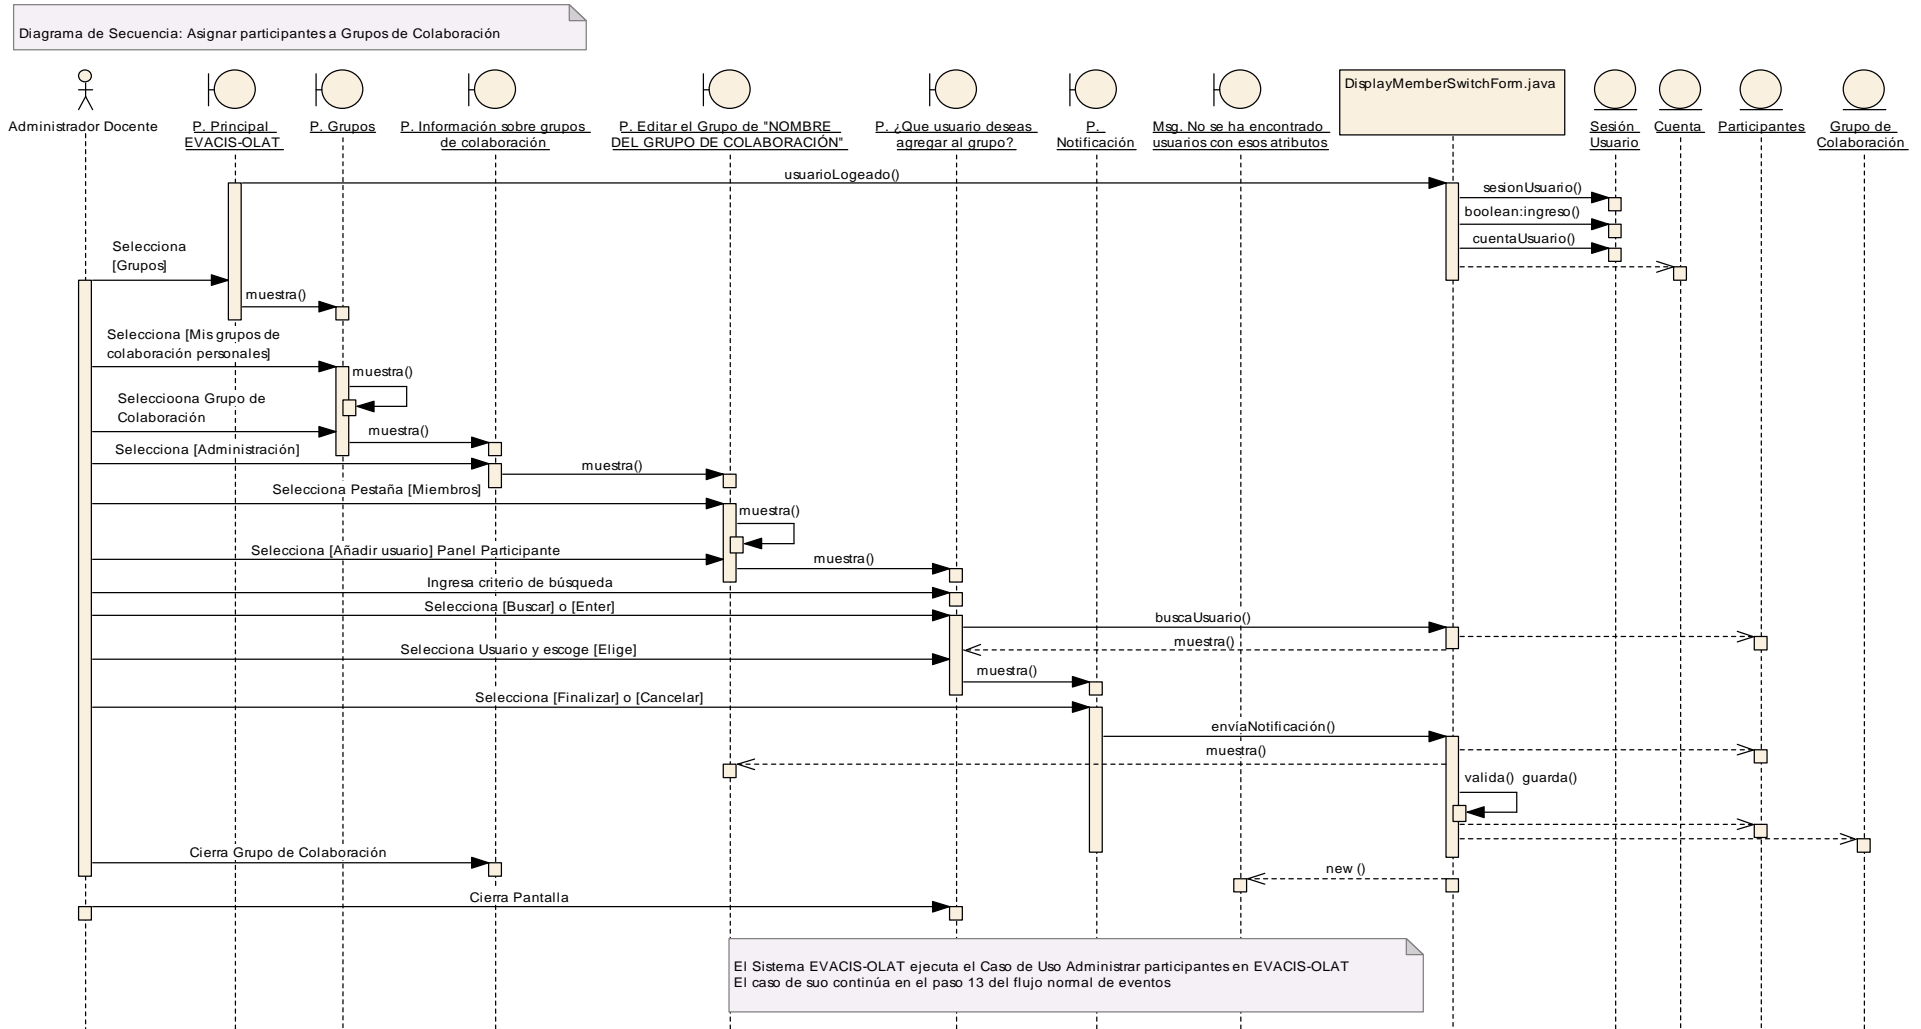 Diagrama de Secuencia: Asignar participantes a Grupos de Colaboración
Administrador Docente
P. Principal
EVACIS-OLAT
P. Grupos
P. Información sobre grupos
de colaboración
P. Editar el Grupo de "NOMBRE
DEL GRUPO DE COLABORACIÓN"
P. ¿Que usuario deseas
agregar al grupo?
P.
Notificación
Msg. No se ha encontrado
usuarios con esos atributos
DisplayMemberSwitchForm.java
Sesión
Usuario
Cuenta
Participantes
Grupo de
Colaboración
usuarioLogeado()
sesionUsuario()
boolean:ingreso()
cuentaUsuario()
Selecciona
[Grupos]
muestra()
Selecciona [Mis grupos de
colaboración personales]
muestra()
Seleccioona Grupo de
Colaboración
muestra()
Selecciona [Administración]
muestra()
Selecciona Pestaña [Miembros]
muestra()
Selecciona [Añadir usuario] Panel Participante
muestra()
Ingresa criterio de búsqueda
Selecciona [Buscar] o [Enter]
buscaUsuario()
muestra()
Selecciona Usuario y escoge [Elige]
muestra()
Selecciona [Finalizar] o [Cancelar]
envíaNotificación()
muestra()
valida() guarda()
Cierra Grupo de Colaboración
new ()
Cierra Pantalla
El Sistema EVACIS-OLAT ejecuta el Caso de Uso Administrar participantes en EVACIS-OLAT
El caso de suo continúa en el paso 13 del flujo normal de eventos